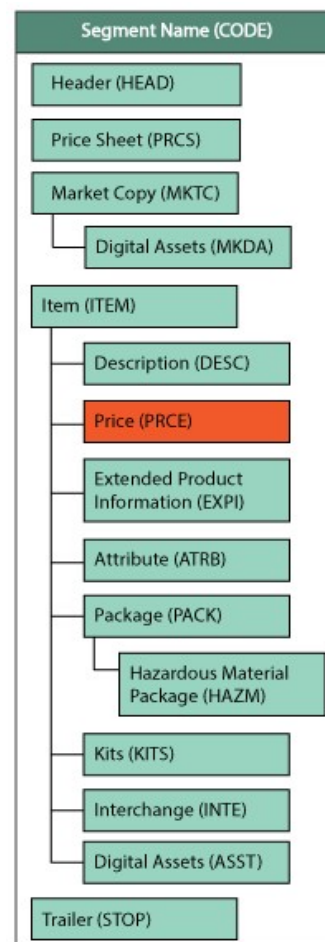 Segment Name (CODE)
Header (HEAD)
Price Sheet (PRCS)
Market Copy (MKTC)
Digital Assets (MKDA)
Item (ITEM)
Description (DESC)
Price (PRCE)
Extended Product
Information (EXPI)
Attribute (ATRB)
Package (PACK)
Hazardous Material
Package (HAZM)
Kits (KITS)
Interchange (INTE)
Digital Assets (ASST)
Trailer (STOP)